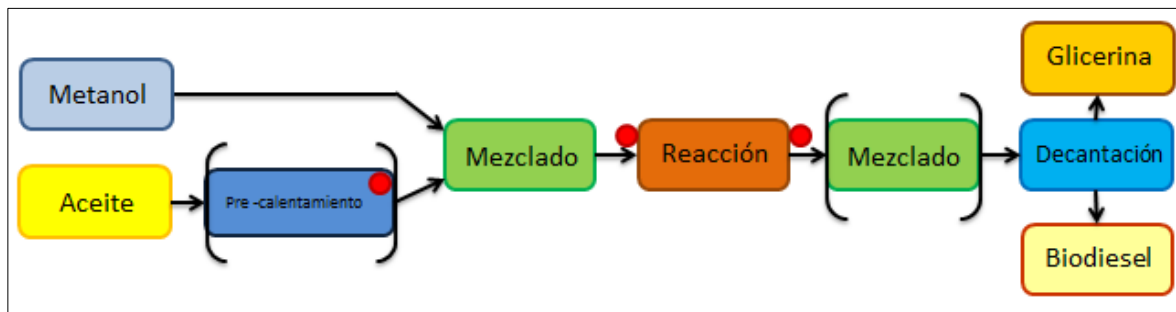 Metanol
Aceite
Pre -calentamiento
Mezclado
Reacción
Mezclado
Decantación
Glicerina
Biodiesel